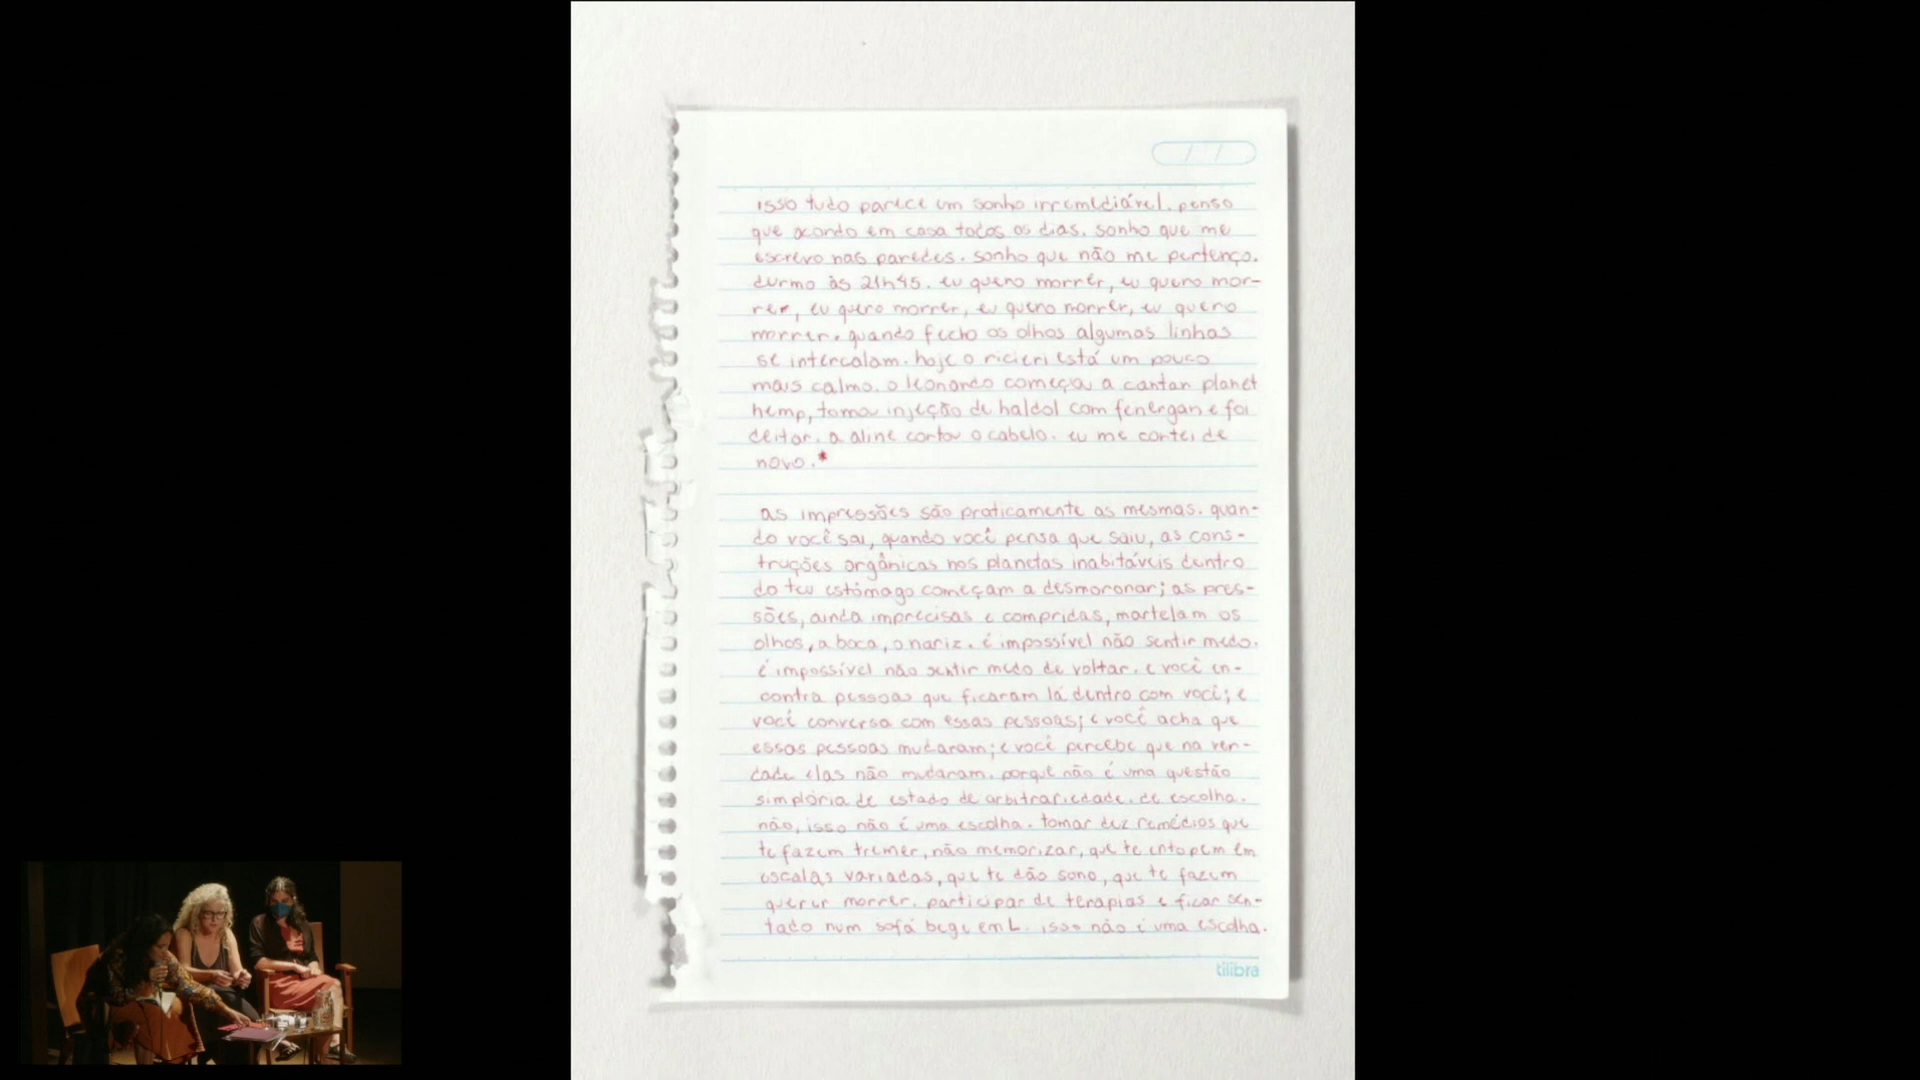 isso tudo parece um sonho irremediável. penso
que acordo em casa todos os dias. sonho que me
escrevo nas paredes. sonho que não me pertenço.
durmo às 21h45. eu quero morrer, eu quero mor-
rer, eu quero morrer, eu quero morrer, eu quero
morrer. quando fecho os olhos algumas linhas
se intercalam. hoje o ricieri está um pouco
mais calmo. o leonardo começou a cantar planet
hemp, tomou injeção de haldol com fenergan e foi
deitar. a aline cortou o cabelo. eu me cortei de
novo.*
as impressões são praticamente as mesmas. quan-
do você sai, quando você pensa que saiu, as cons-
truções orgânicas nos planetas inabitáveis dentro
do teu estômago começam a desmoronar; as pres-
sões, ainda imprecisas e compridas, martelam os
olhos, a boca, o nariz. é impossível não sentir medo.
é impossível não sentir medo de voltar. e você en-
contra pessoas que ficaram lá dentro com você; e
você conversa com essas pessoas; e você acha que
essas pessoas mudaram; e você percebe que na ver-
dade elas não mudaram. porque não é uma questão
simplória de estado de arbitrariedade. de escolha.
não, isso não é uma escolha. tomar dez remédios que
te fazem tremer, não memorizar, que te entopem em
escalas variadas, que te dão sono, que te fazem
querer morrer. participar de terapias e ficar sen-
tado num sofá bege em L. isso não é uma escolha.
tilibra